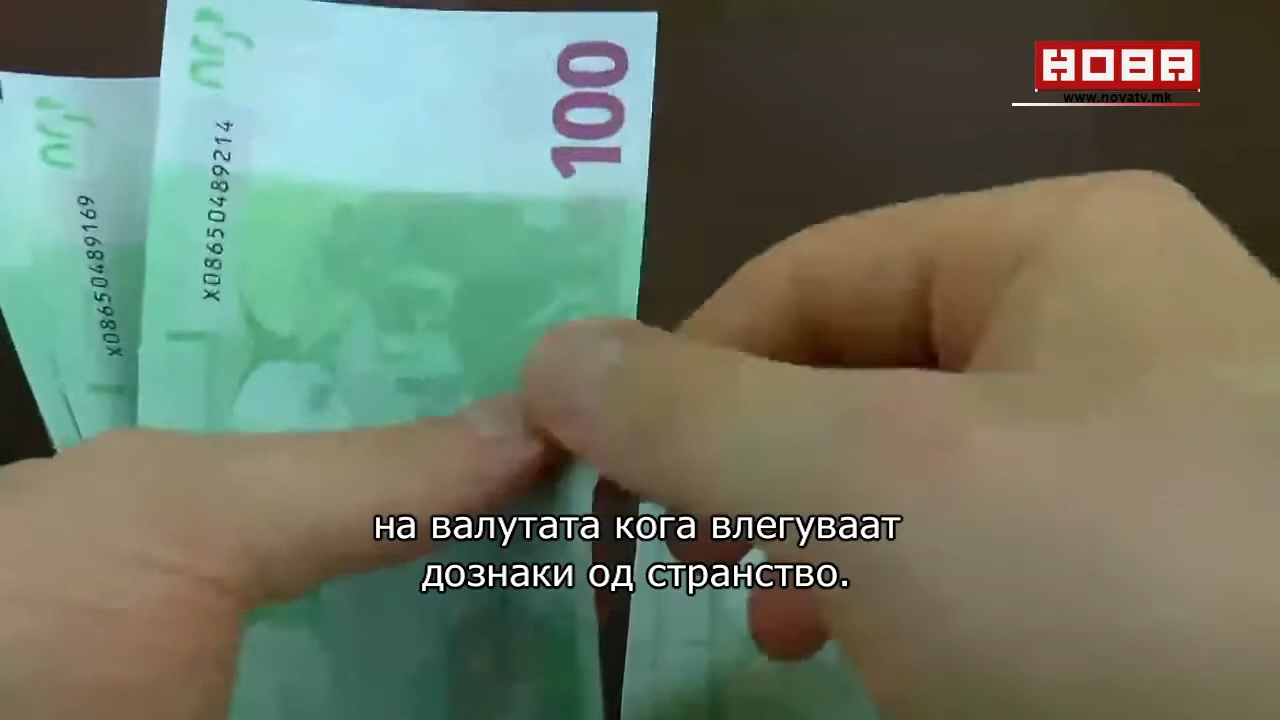 НОВА
www.novatv.mk
100
X08650489214
X08650489169
на валутата кога влегуваат
дознаки од странство.